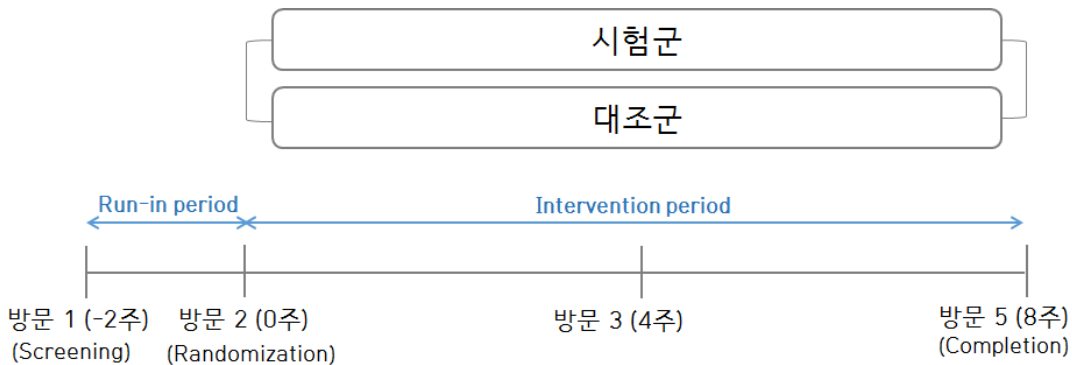 시험군
대조군
Run-in period
Intervention period
방문 1 (-2주)
(Screening)
방문 2 (0주)
(Randomization)
방문 3 (4주)
방문 5 (8주)
(Completion)